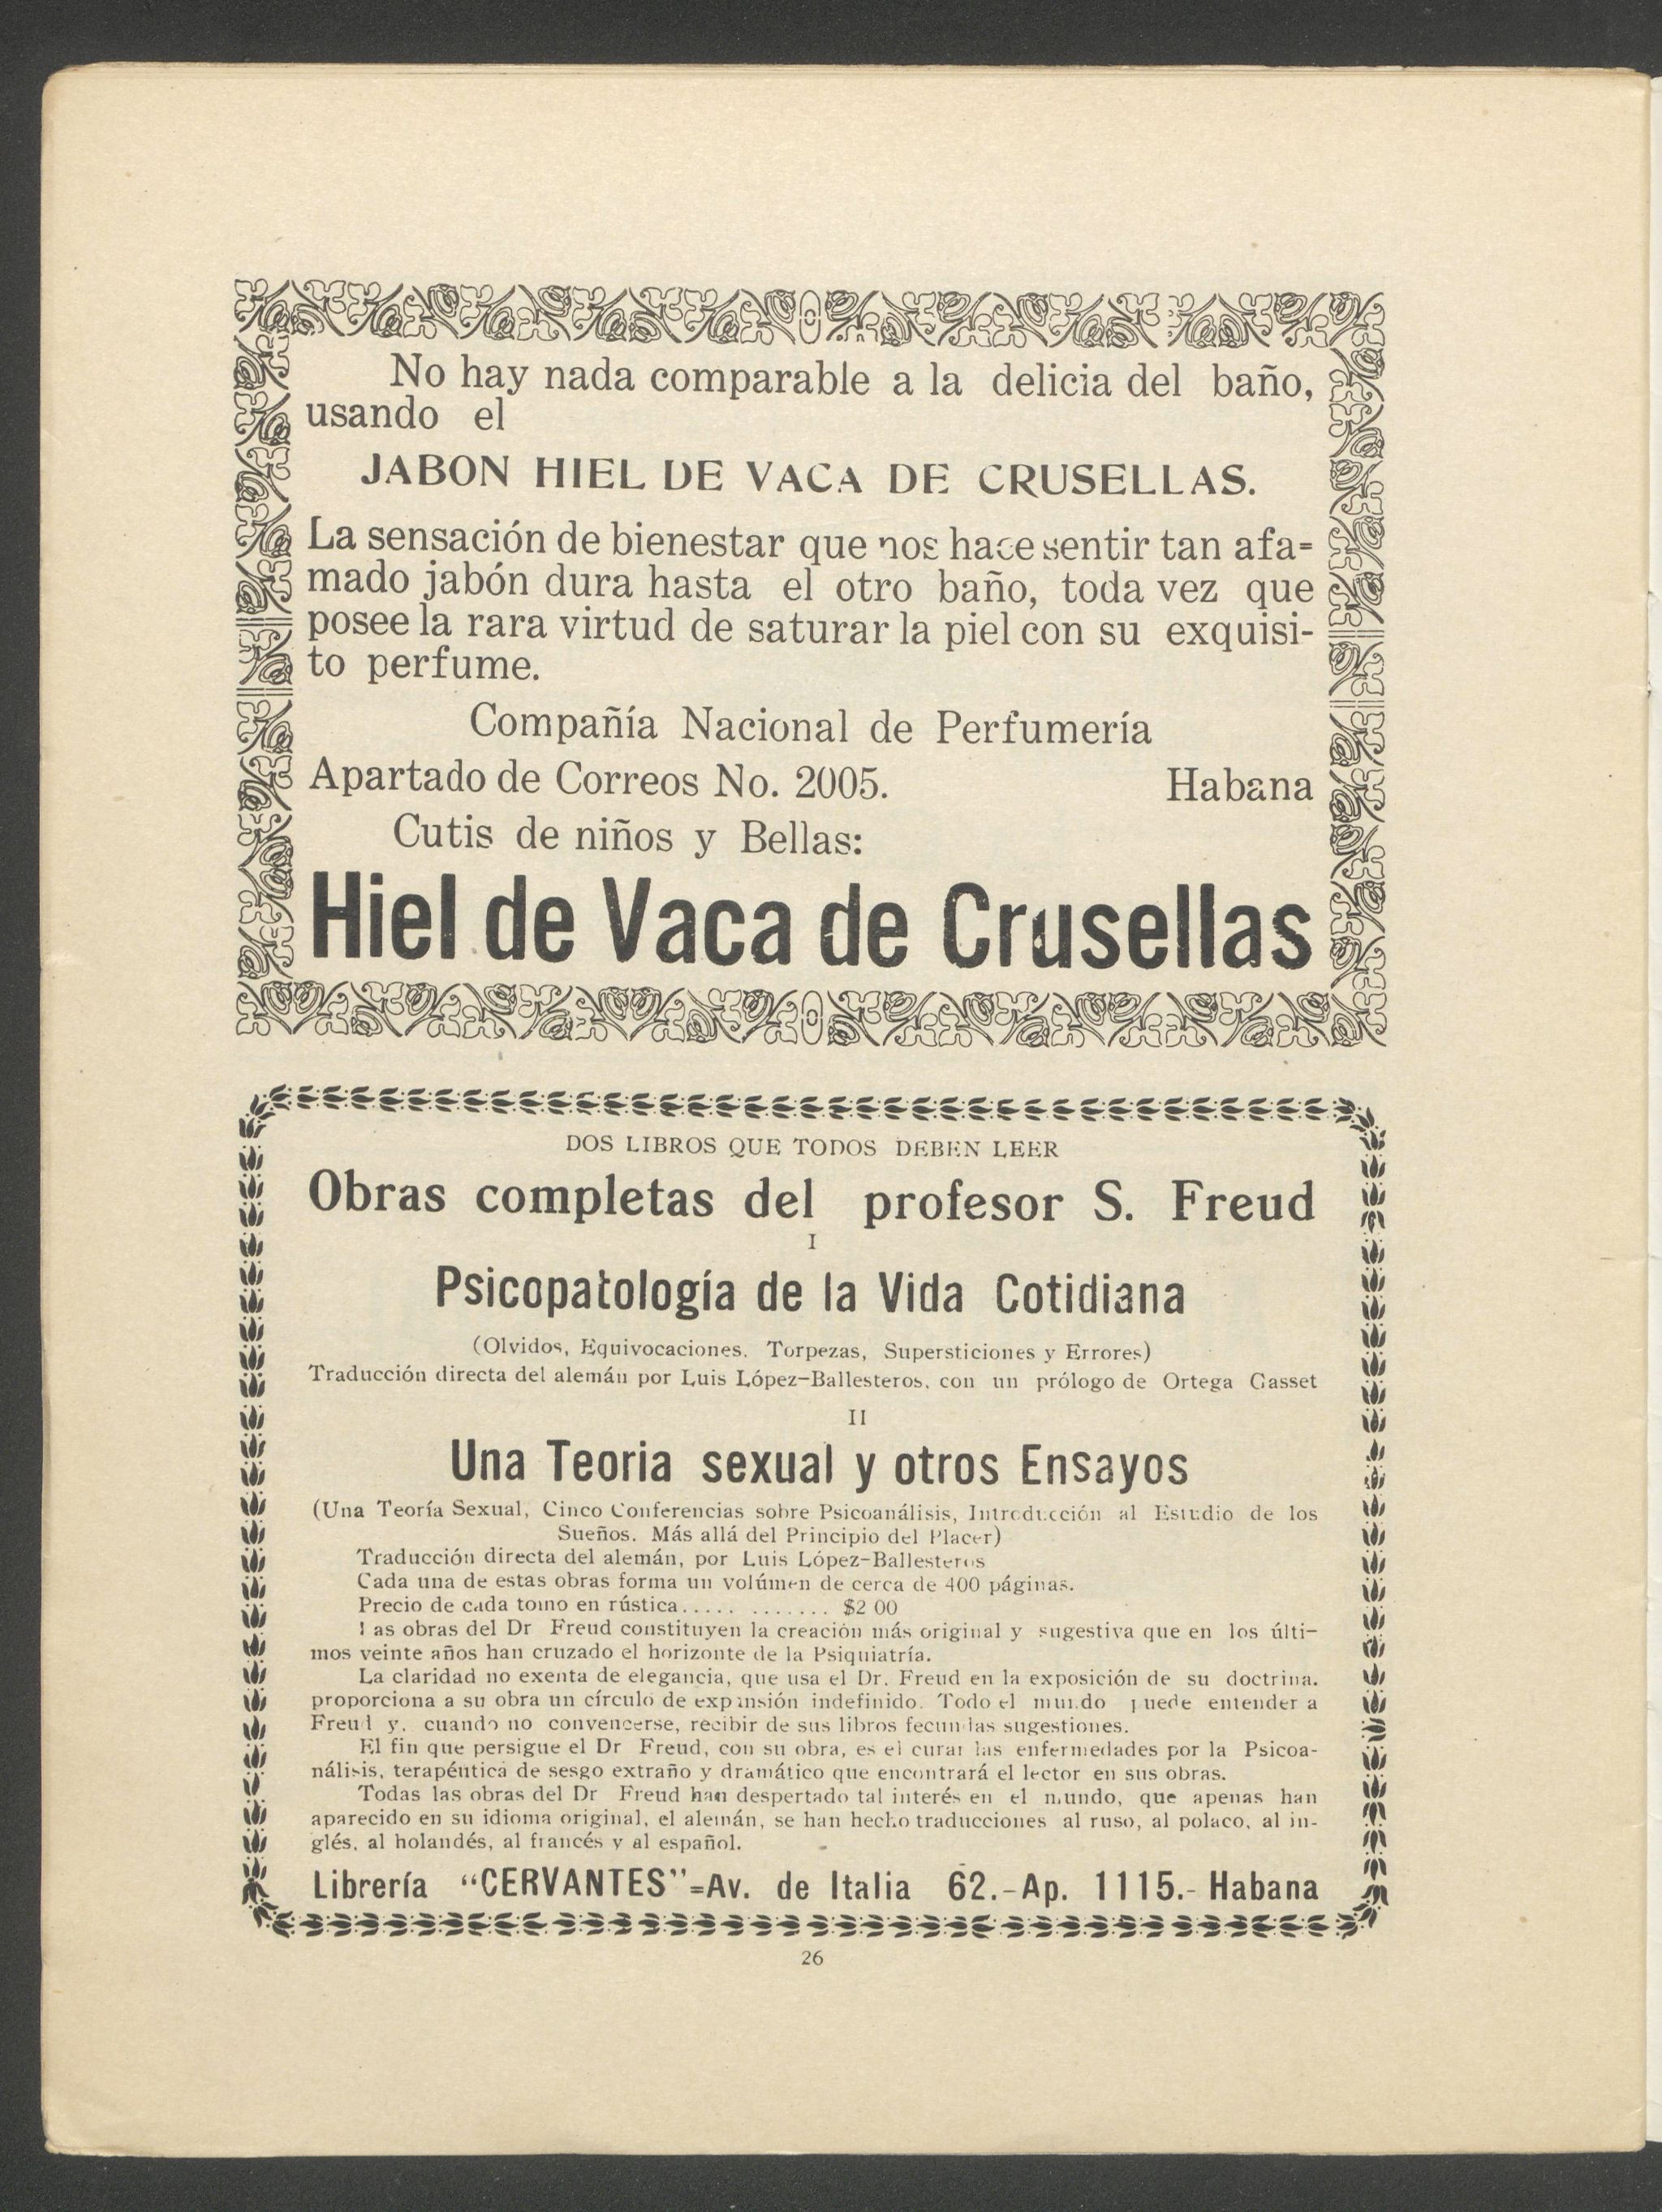 No hay nada comparable a la delicia del baño,
usando el
JABON HIEL DE VACA DE CRUSELLAS.
La sensación de bienestar que nos hace sentir tan afa=
mado jabón dura hasta el otro baño, toda vez que
posee la rara virtud de saturar la piel con su exquisi-
to perfume.
Compañía Nacional de Perfumería
Apartado de Correos No. 2005. Habana
Cutis de niños y Bellas:
Hiel de Vaca de Crusellas
DOS LIBROS QUE TODOS DEBEN LEER
Obras completas del profesor S. Freud
I
Psicopatología de la Vida Cotidiana
(Olvidos, Equivocaciones. Torpezas, Supersticiones y Errores)
Traducción directa del alemán por Luis López-Ballesteros, con un prólogo de Ortega Gasset
II
Una Teoria sexual y otros Ensayos
(Una Teoría Sexual, Cinco Conferencias sobre Psicoanálisis, Introducción al Estudio de los
Sueños. Más allá del Principio del Placer)
Traducción directa del alemán, por Luis López-Ballesteros
Cada una de estas obras forma un volúmen de cerca de 400 páginas.
Precio de cada tomo en rústica..... ....... $2 00
Las obras del Dr Freud constituyen la creación más original y sugestiva que en los últi-
mos veinte años han cruzado el horizonte de la Psiquiatría.
La claridad no exenta de elegancia, que usa el Dr. Freud en la exposición de su doctrina.
proporciona a su obra un círculo de expansión indefinido. Todo el mundo puede entender a
Freud y, cuando no convencerse, recibir de sus libros fecundas sugestiones.
El fin que persigue el Dr Freud, con su obra, es el curar las enfermedades por la Psicoa-
nálisis, terapéutica de sesgo extraño y dramático que encontrará el lector en sus obras.
Todas las obras del Dr Freud han despertado tal interés en el mundo, que apenas han
aparecido en su idioma original, el alemán, se han hecho traducciones al ruso, al polaco, al in-
glés, al holandés, al francés y al español.
Librería "CERVANTES"=Av. de Italia 62.-Ap. 1115.- Habana
26